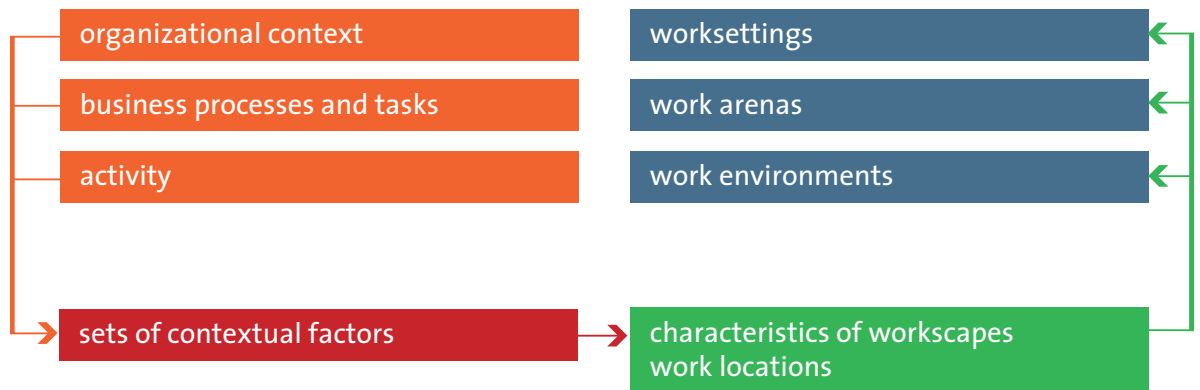 organizational context
business processes and tasks
activity
worksettings
work arenas
work environments
sets of contextual factors
characteristics of workscapes
work locations